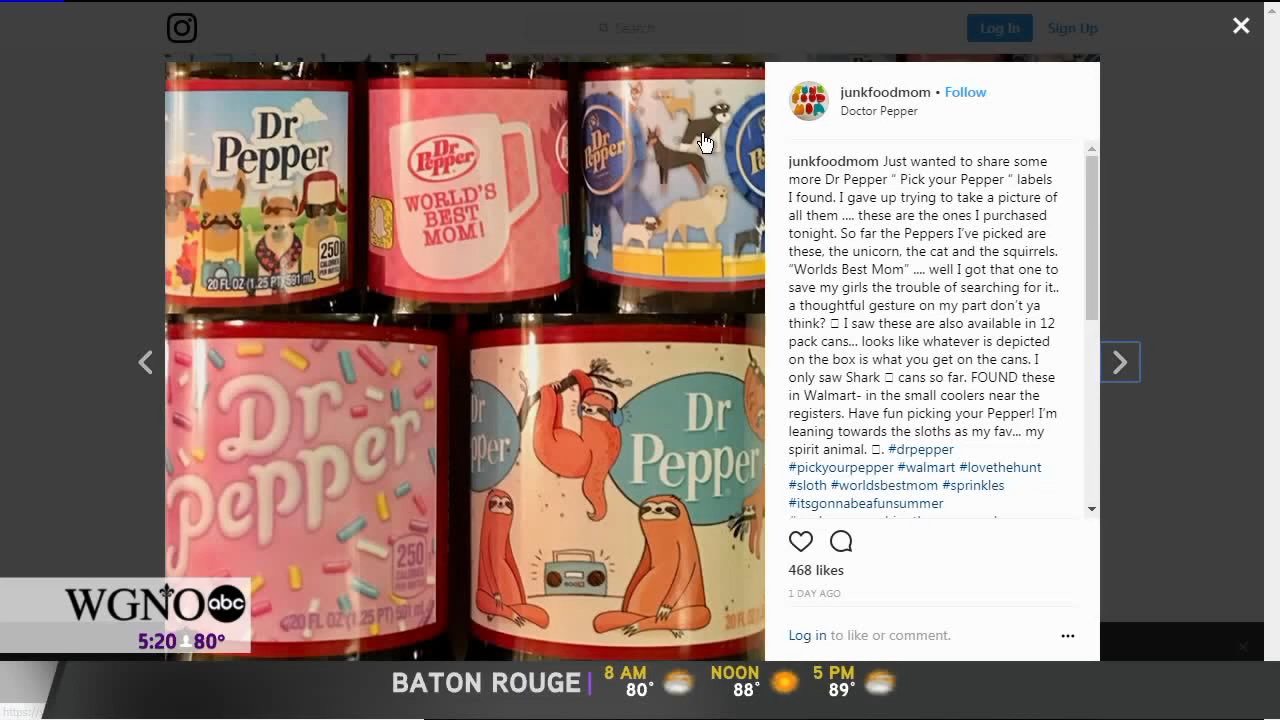 Search
Log In
Sign Up
junkfoodmom • Follow
Doctor Pepper
junkfoodmom Just wanted to share some
more Dr Pepper “ Pick your Pepper “ labels
I found. I gave up trying to take a picture of
all them .... these are the ones I purchased
tonight. So far the Peppers I’ve picked are
these, the unicorn, the cat and the squirrels.
“Worlds Best Mom” .... well I got that one to
save my girls the trouble of searching for it..
a thoughtful gesture on my part don’t ya
think? I saw these are also available in 12
pack cans... looks like whatever is depicted
on the box is what you get on the cans. I
only saw Shark cans so far. FOUND these
in Walmart- in the small coolers near the
registers. Have fun picking your Pepper! I’m
leaning towards the sloths as my fav... my
spirit animal. . #drpepper
#pickyourpepper #walmart #lovethehunt
#sloth #worldsbestmom #sprinkles
#itsgonnabeafunsummer
468 likes
1 DAY AGO
Log in to like or comment.
Dr
Pepper
250
CALORIES
PER BOTTLE
20 FL OZ (1.25 PT) 591 mL
Dr
Pepper
WORLD'S
BEST
MOM!
Dr
Pepper
Dr
Pepper
250
CALORIES
PER BOTTLE
20 FL OZ (1.25 PT) 591 mL
Dr
Pepper
WGNO abc
5:20 80°
BATON ROUGE
8 AM
80°
NOON
88°
5 PM
89°
https://